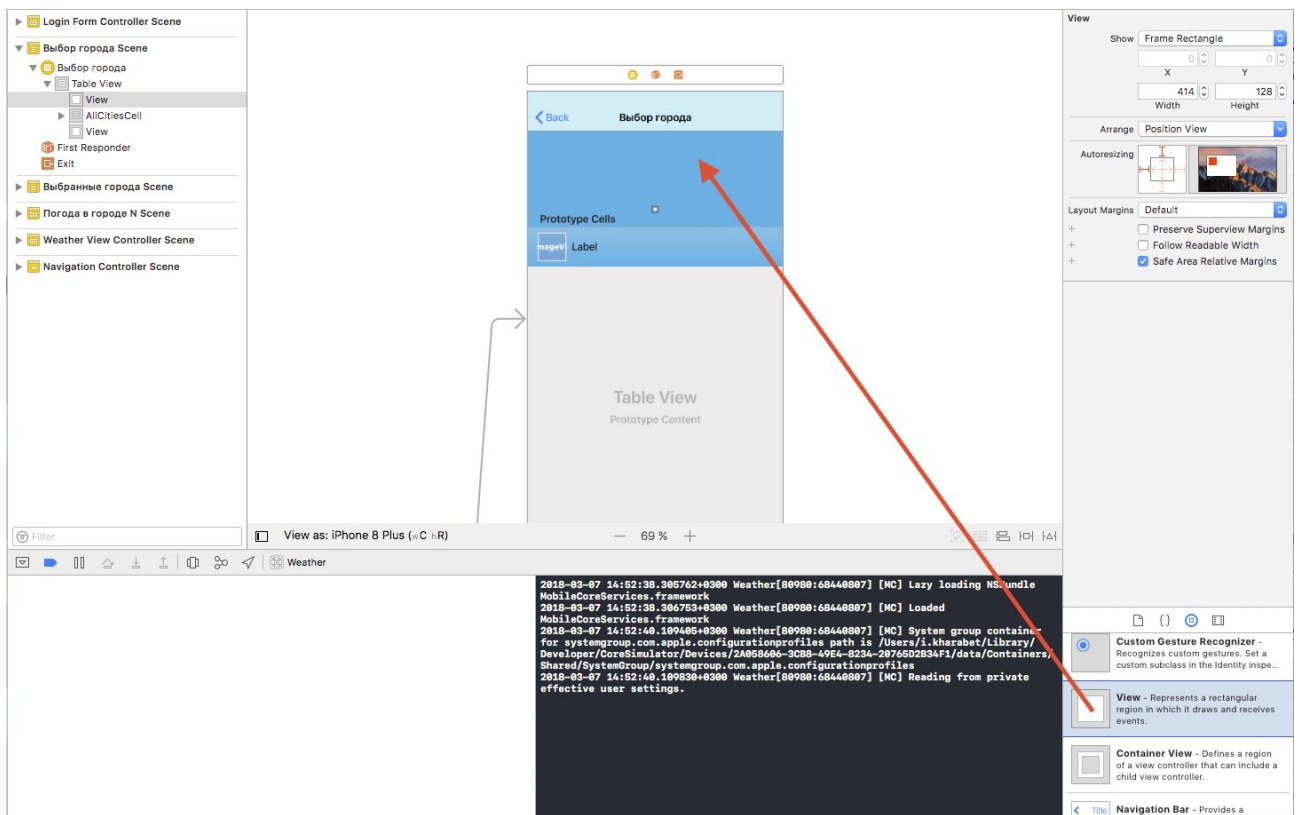 Login Form Controller Scene
Выбор города Scene
Выбор города
Table View
View
AllCitiesCell
View
First Responder
Exit
Выбранные города Scene
Погода в городе N Scene
Weather View Controller Scene
Navigation Controller Scene
Filter
Back
Выбор города
Prototype Cells
mageVi
Label
Table View
Prototype Content
View as: iPhone 8 Plus (wC hR)
— 69 % +
Weather
2018-03-07 14:52:38.305762+0300 Weather[80980:68440807] [MC] Lazy loading NSBundle
MobileCoreServices.framework
2018-03-07 14:52:38.306753+0300 Weather[80980:68440807] [MC] Loaded
MobileCoreServices.framework
2018-03-07 14:52:40.109405+0300 Weather[80980:68440807] [MC] System group container
for systemgroup.com.apple.configurationprofiles path is /Users/i.kharabet/Library/
Developer/CoreSimulator/Devices/2A058606-3CB8-49E4-8234-20765D2B34F1/data/Containers/
Shared/SystemGroup/systemgroup.com.apple.configurationprofiles
2018-03-07 14:52:40.109830+0300 Weather[80980:68440807] [MC] Reading from private
effective user settings.
View
Show Frame Rectangle
0 0
X Y
414 128
Width Height
Arrange Position View
Autoresizing
Layout Margins Default
+ Preserve Superview Margins
+ Follow Readable Width
+ Safe Area Relative Margins
{}
Custom Gesture Recognizer -
Recognizes custom gestures. Set a
custom subclass in the Identity inspe...
View - Represents a rectangular
region in which it draws and receives
events.
Container View - Defines a region
of a view controller that can include a
child view controller.
Title
Navigation Bar - Provides a